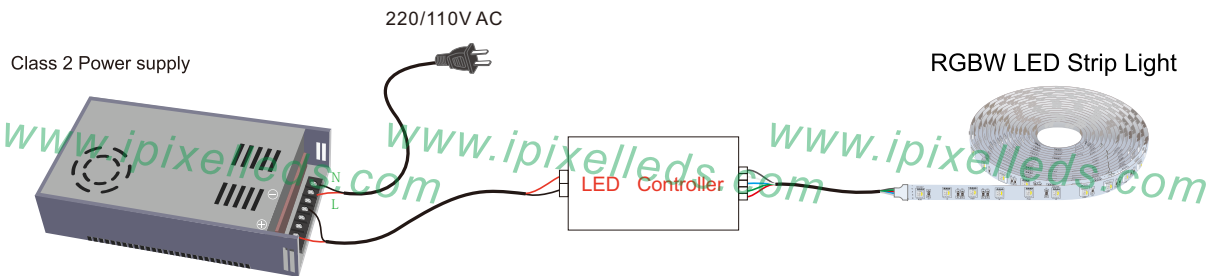 220/110V AC
Class 2 Power supply
RGBW LED Strip Light
www.ipixelleds.com
www.ipixelleds.com
www.ipixelleds.com
N
L
LED Controller